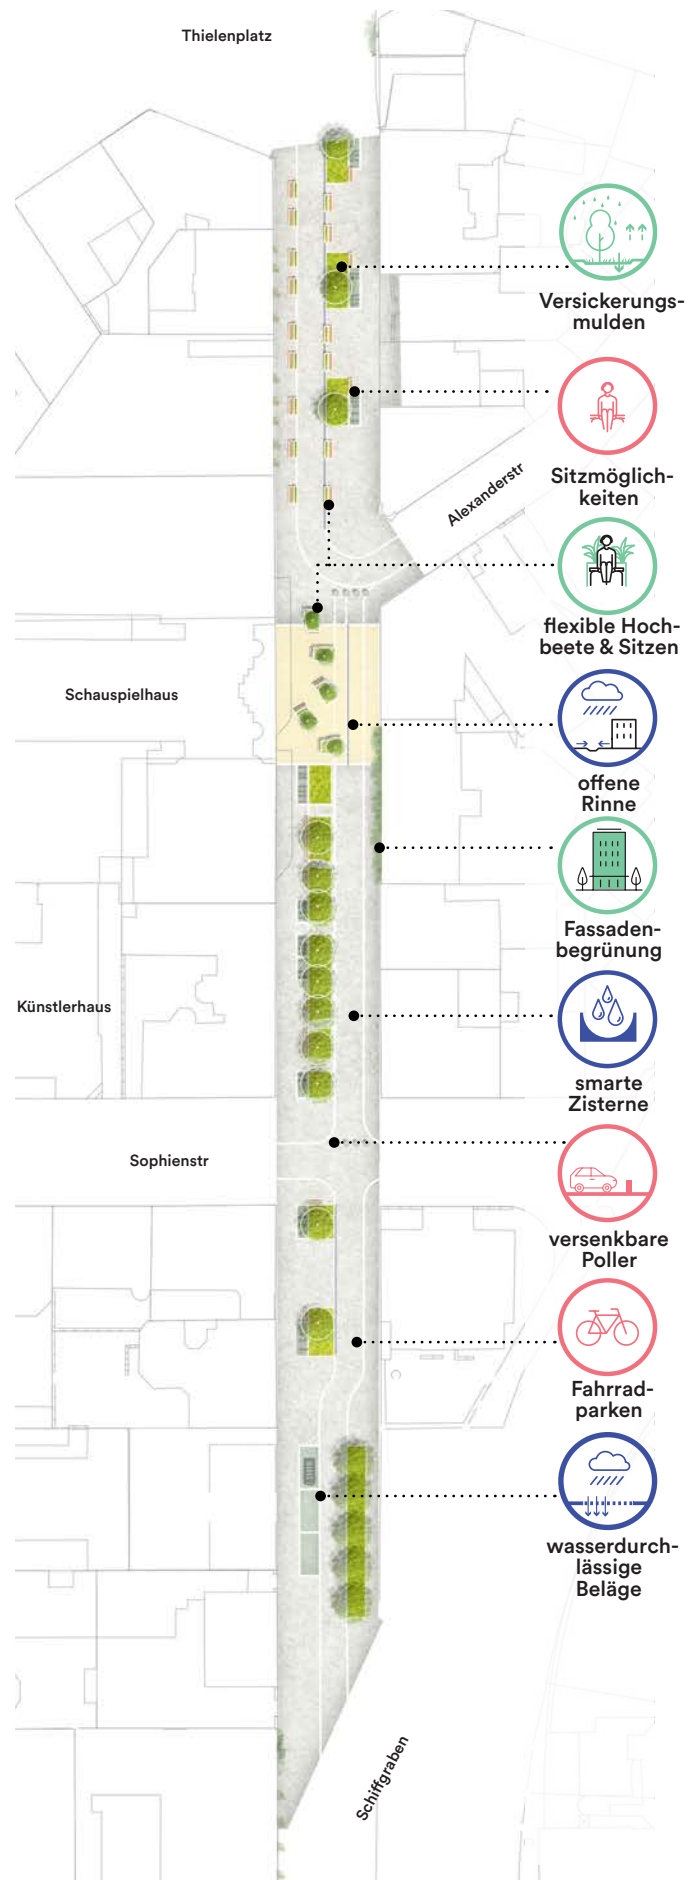 Thielenplatz
Versickerungs-
mulden
Sitzmöglich-
keiten
Alexanderstr
flexible Hoch-
beete & Sitzen
Schauspielhaus
offene
Rinne
Fassaden-
begrünung
Künstlerhaus
smarte
Zisterne
Sophienstr
versenkbare
Poller
Fahrrad-
parken
wasserdurch-
lässige
Beläge
Schiffgraben